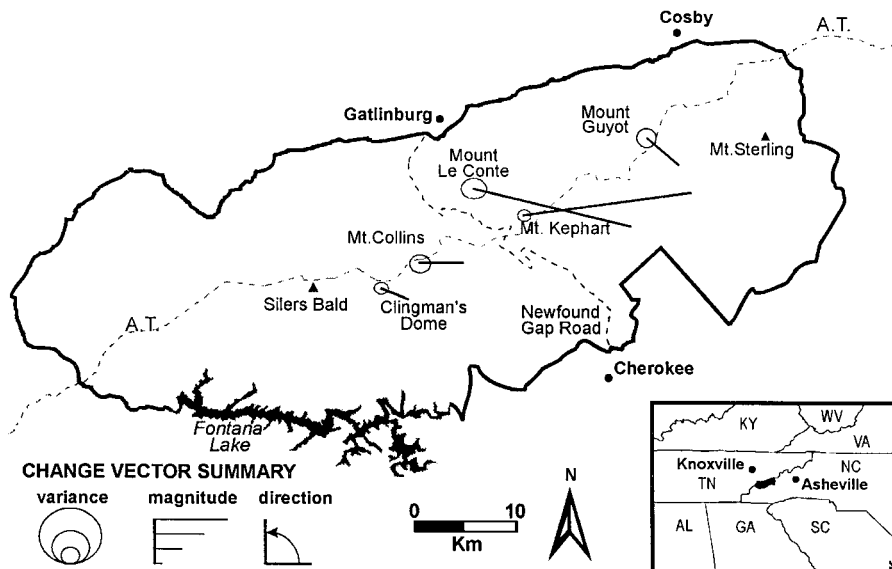 Cosby
A.T.
Gatlinburg
Mount
Guyot
Mt.Sterling
Mount
Le Conte
Mt. Kephart
Mt.Collins
Silers Bald
Clingman's
Dome
Newfound
Gap Road
A.T.
Cherokee
Fontana
Lake
CHANGE VECTOR SUMMARY
variance
magnitude
direction
0
10
Km
N
KY
WV
VA
Knoxville
NC
TN
Asheville
AL
GA
SC